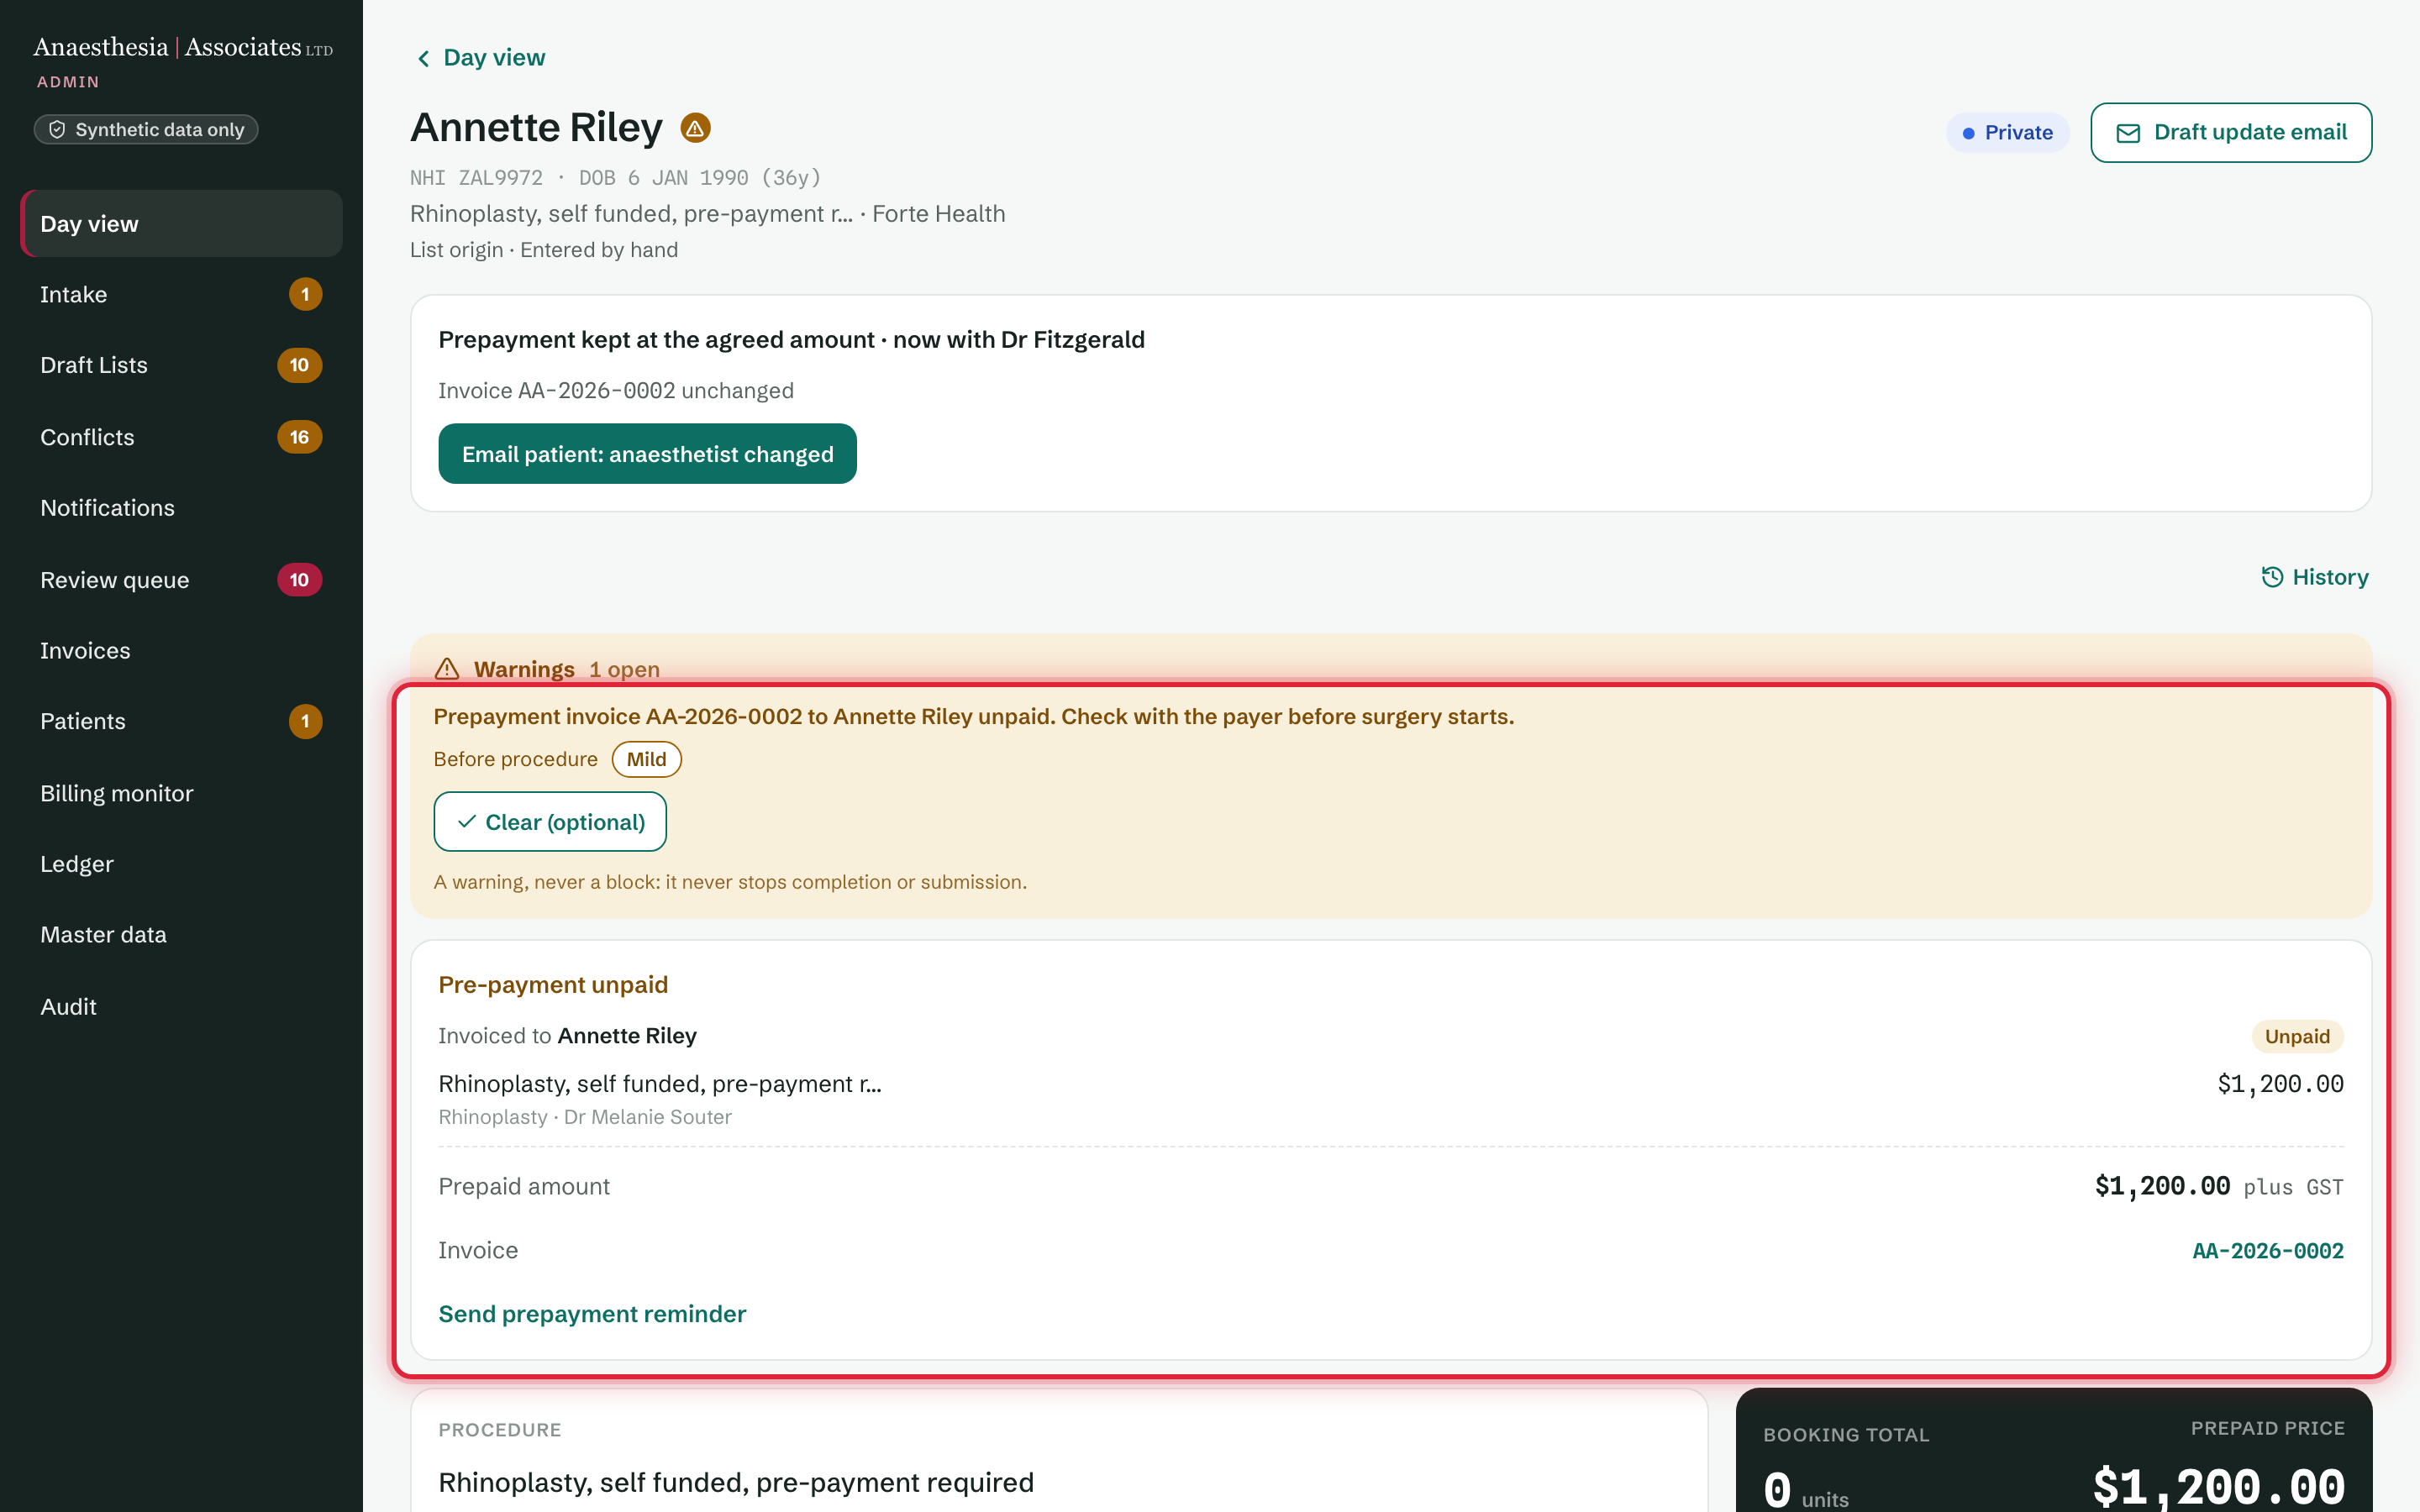 Anaesthesia | Associates LTD
ADMIN
Synthetic data only
Day view
Intake 1
Draft Lists 10
Conflicts 16
Notifications
Review queue 10
Invoices
Patients 1
Billing monitor
Ledger
Master data
Audit
Day view
Annette Riley
Private
Draft update email
NHI ZAL9972 · DOB 6 JAN 1990 (36y)
Rhinoplasty, self funded, pre-payment r... · Forte Health
List origin · Entered by hand
Prepayment kept at the agreed amount · now with Dr Fitzgerald
Invoice AA-2026-0002 unchanged
Email patient: anaesthetist changed
History
Warnings 1 open
Prepayment invoice AA-2026-0002 to Annette Riley unpaid. Check with the payer before surgery starts.
Before procedure Mild
Clear (optional)
A warning, never a block: it never stops completion or submission.
Pre-payment unpaid
Invoiced to Annette Riley Unpaid
Rhinoplasty, self funded, pre-payment r... $1,200.00
Rhinoplasty · Dr Melanie Souter
Prepaid amount $1,200.00 plus GST
Invoice AA-2026-0002
Send prepayment reminder
PROCEDURE
Rhinoplasty, self funded, pre-payment required
BOOKING TOTAL PREPAID PRICE
0 units $1,200.00